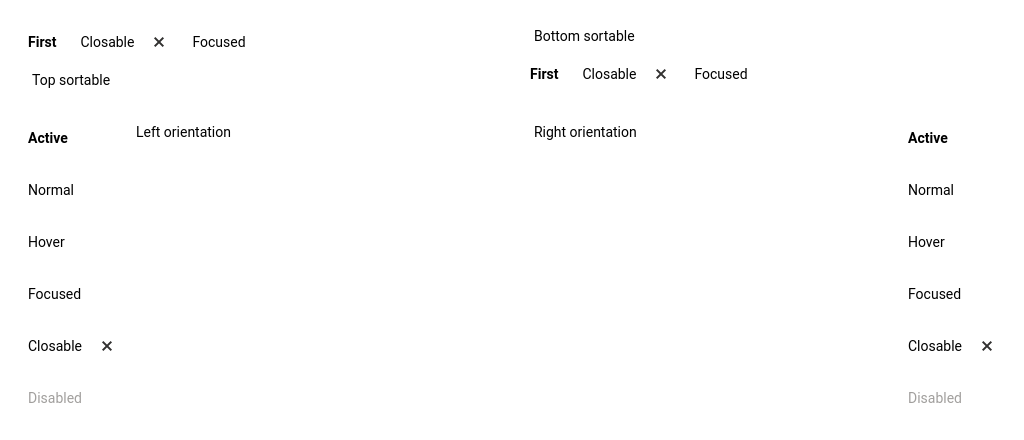 First Closable × Focused
Top sortable
Bottom sortable
First Closable × Focused
Active
Normal
Hover
Focused
Closable ×
Disabled
Left orientation
Right orientation
Active
Normal
Hover
Focused
Closable ×
Disabled